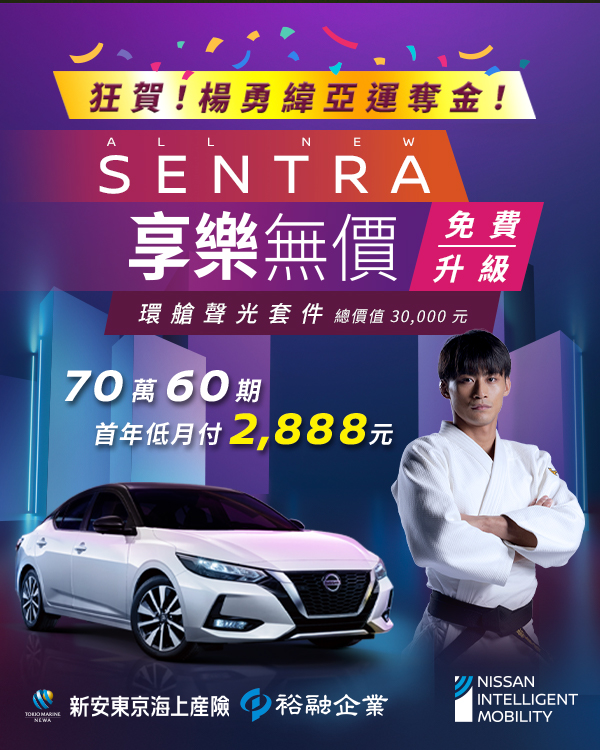 狂賀！楊勇緯亞運奪金！
ALL NEW
SENTRA
享樂無價
免費
升級
環艙聲光套件 總價值 30,000 元
70萬60期
首年低月付2,888元
TOKIO MARINE
NEWA
新安東京海上産險
裕融企業
NISSAN
INTELLIGENT
MOBILITY